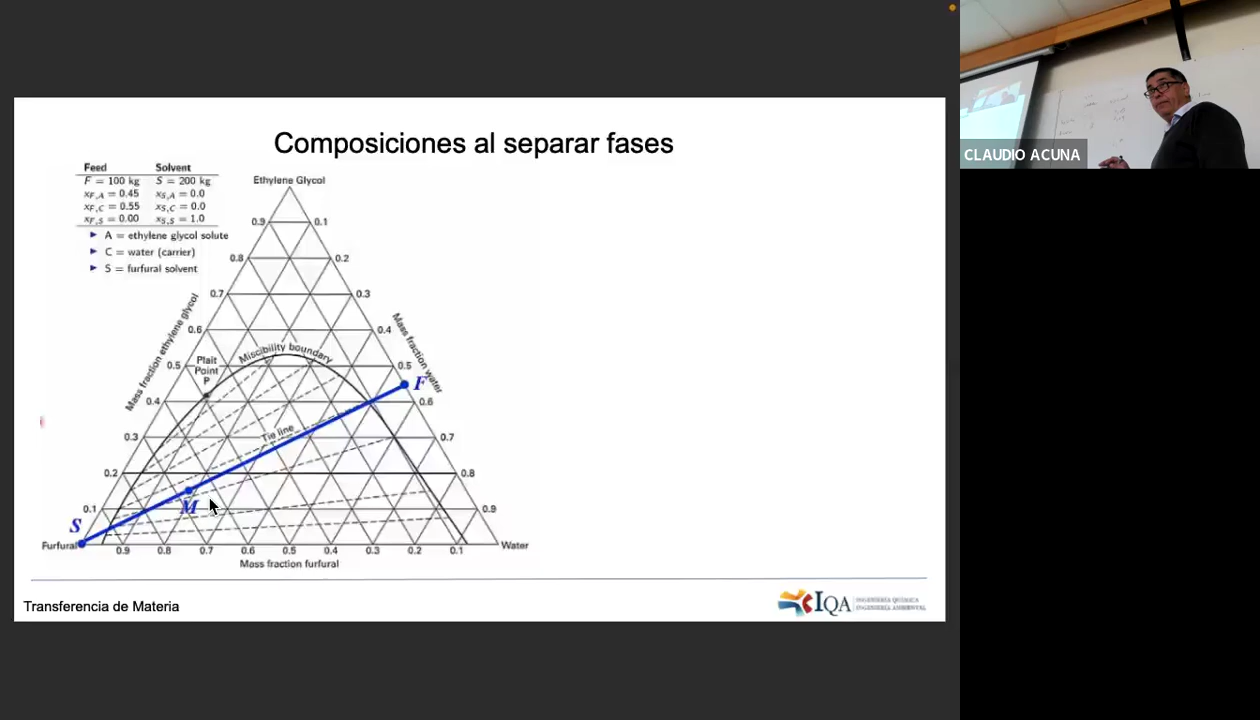 Composiciones al separar fases
Feed Solvent
F = 100 kg S = 200 kg
xF,A = 0.45 xS,A = 0.0
xF,C = 0.55 xS,C = 0.0
xF,S = 0.00 xS,S = 1.0
A = ethylene glycol solute
C = water (carrier)
S = furfural solvent
Ethylene Glycol
0.9 0.1
0.8 0.2
0.7 0.3
0.6 0.4
0.5 0.5
0.4 0.6
0.3 0.7
0.2 0.8
0.1 0.9
Mass fraction ethylene glycol
Mass fraction water
Plait
Point
P
Miscibility boundary
Tie line
F
M
S
Furfural
Water
0.9 0.8 0.7 0.6 0.5 0.4 0.3 0.2 0.1
Mass fraction furfural
Transferencia de Materia
IQA
INGENIERÍA QUÍMICA
INGENIERÍA AMBIENTAL
CLAUDIO ACUNA